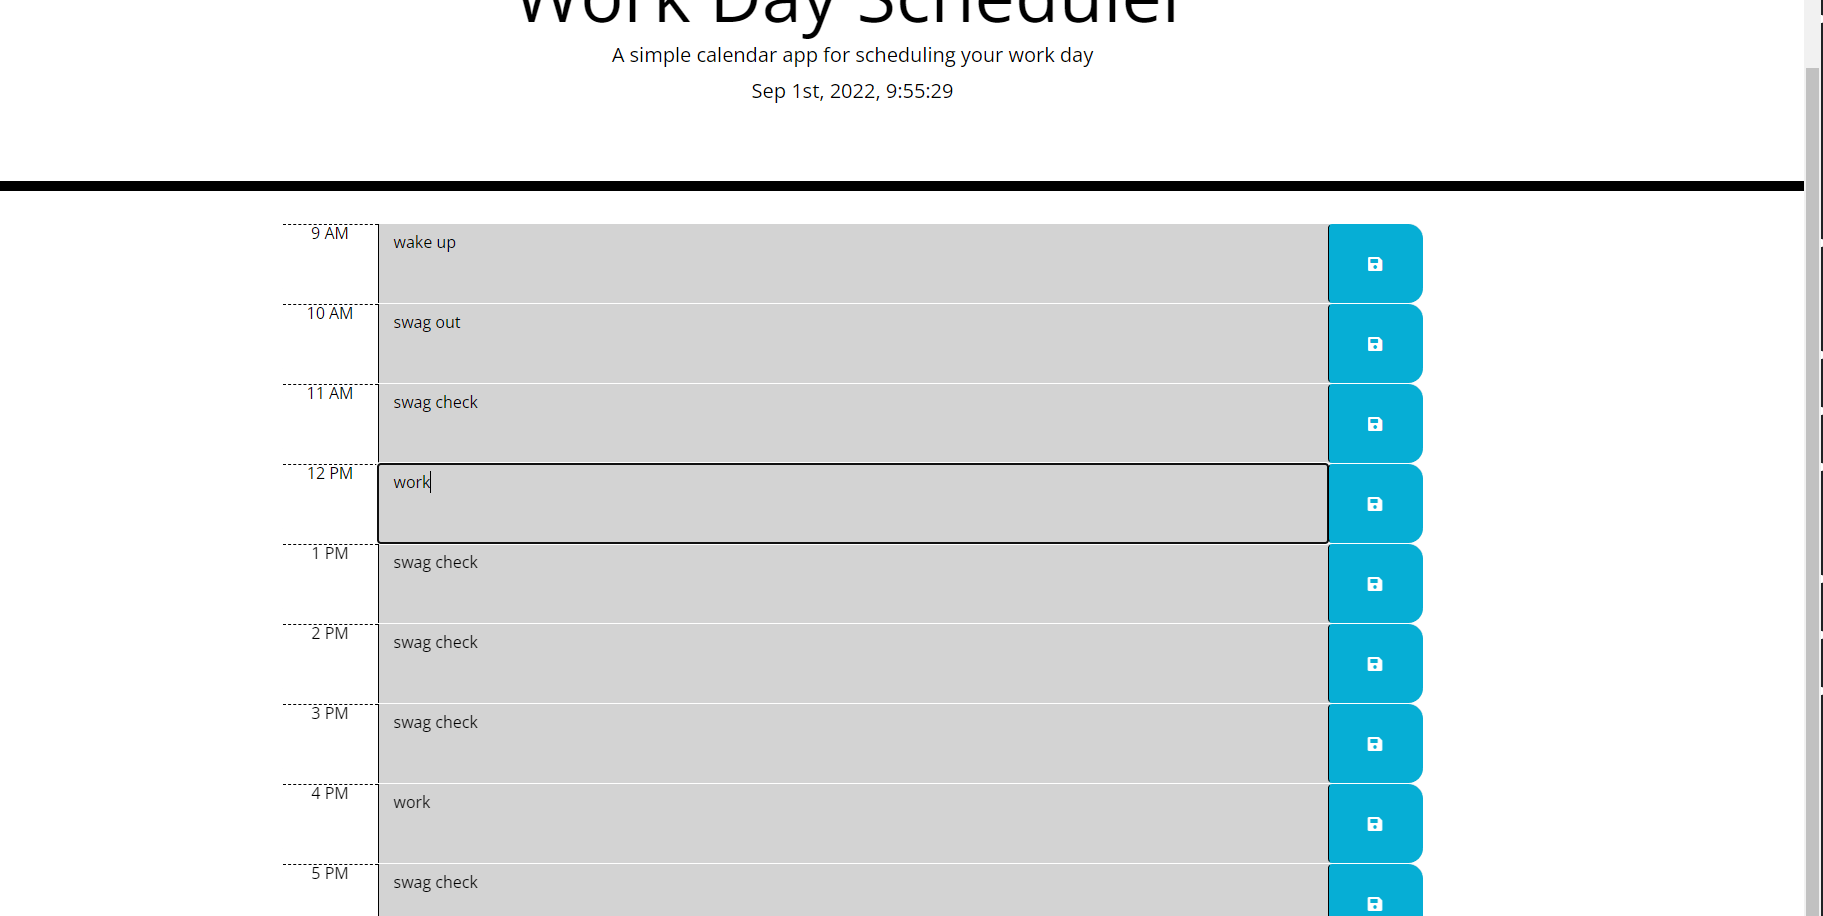 Work Day Scheduler
A simple calendar app for scheduling your work day
Sep 1st, 2022, 9:55:29
9 AM wake up
10 AM swag out
11 AM swag check
12 PM work
1 PM swag check
2 PM swag check
3 PM swag check
4 PM work
5 PM swag check